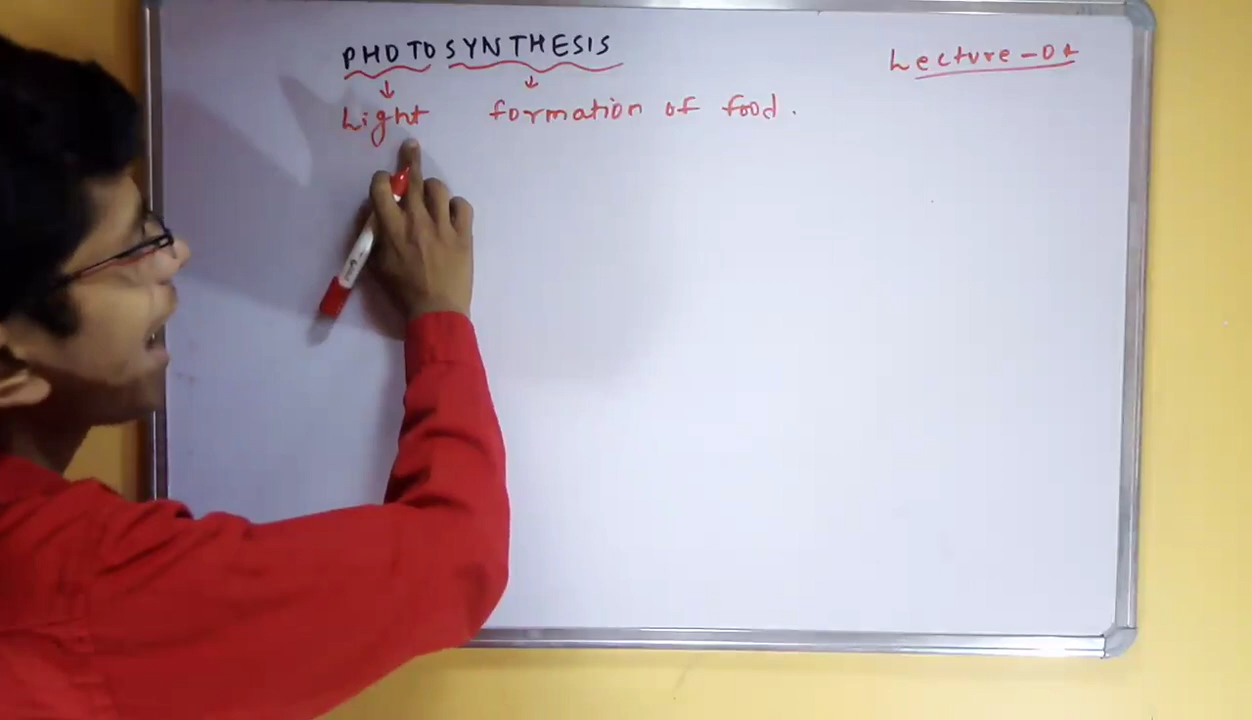 PHOTOSYNTHESIS
Lecture-01
↓ ↓
Light formation of food.